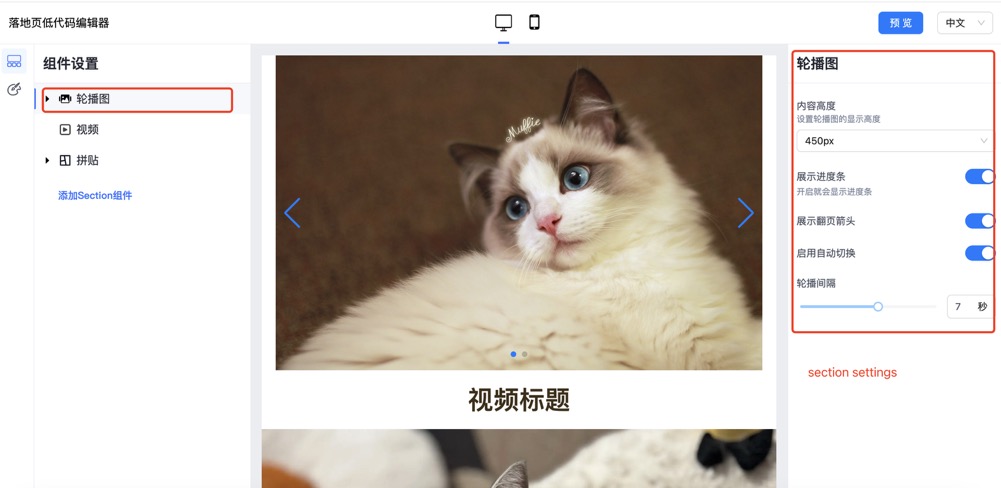 落地页低代码编辑器
预 览
中文
组件设置
轮播图
视频
拼贴
添加Section组件
Muffie
视频标题
轮播图
内容高度
设置轮播图的显示高度
450px
展示进度条
开启就会显示进度条
展示翻页箭头
启用自动切换
轮播间隔
7 秒
section settings